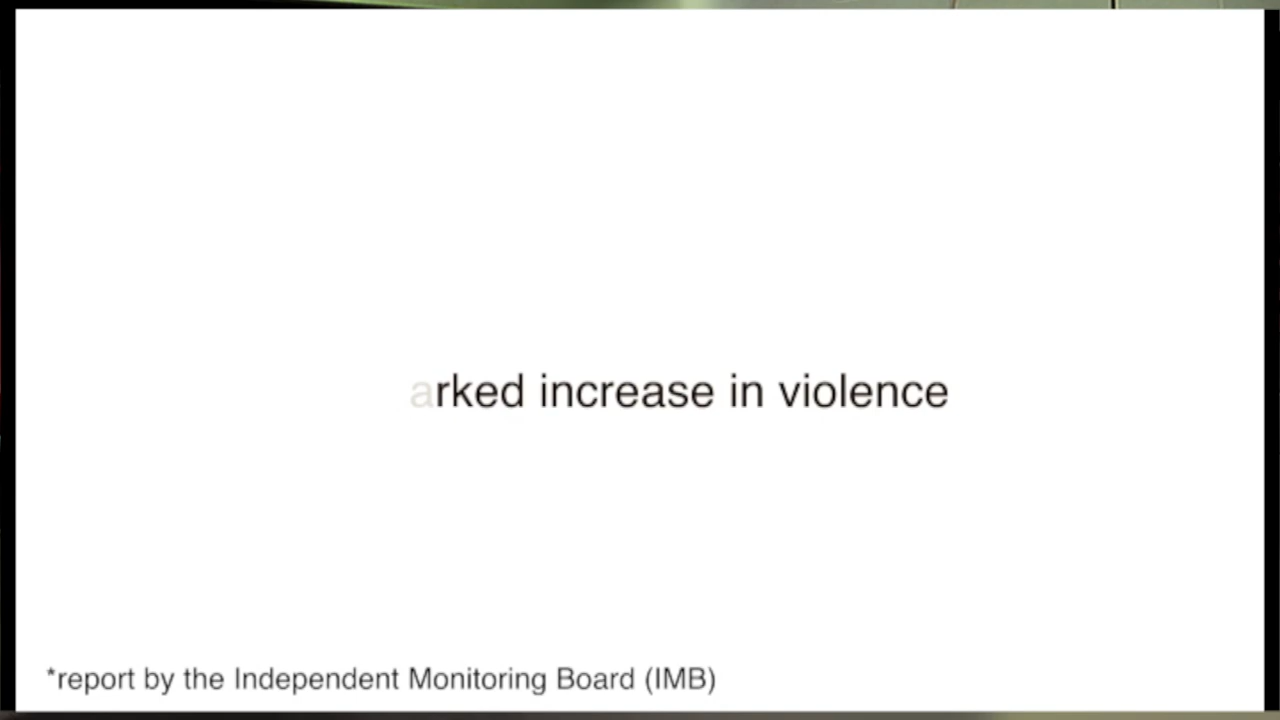 arked increase in violence
*report by the Independent Monitoring Board (IMB)